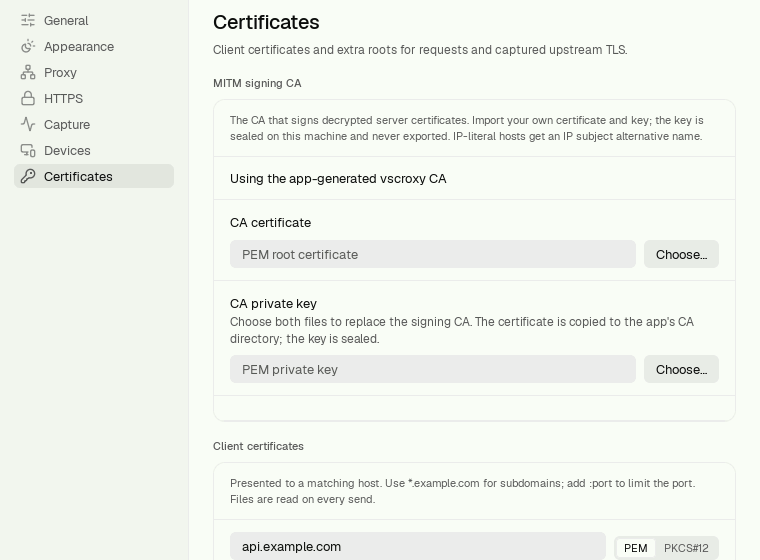 General
Appearance
Proxy
HTTPS
Capture
Devices
Certificates
Certificates
Client certificates and extra roots for requests and captured upstream TLS.
MITM signing CA
The CA that signs decrypted server certificates. Import your own certificate and key; the key is
sealed on this machine and never exported. IP-literal hosts get an IP subject alternative name.
Using the app-generated vscroxy CA
CA certificate
PEM root certificate
Choose…
CA private key
Choose both files to replace the signing CA. The certificate is copied to the app's CA
directory; the key is sealed.
PEM private key
Choose…
Client certificates
Presented to a matching host. Use *.example.com for subdomains; add :port to limit the port.
Files are read on every send.
api.example.com
PEM
PKCS#12